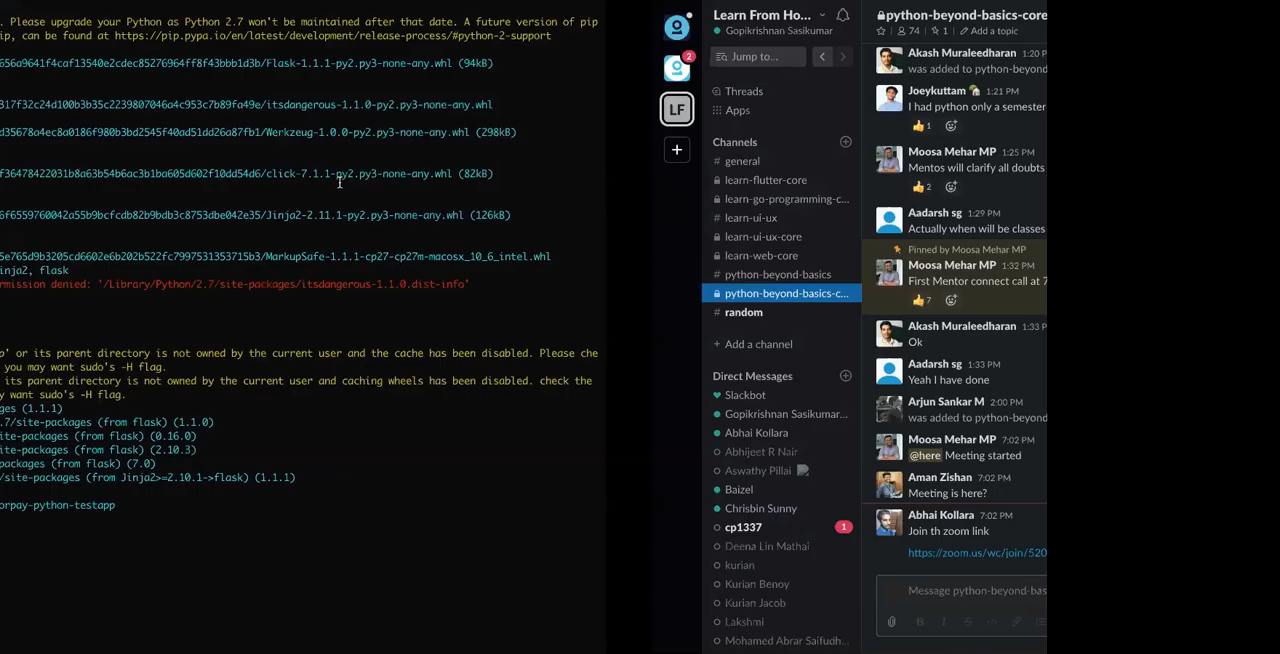 . Please upgrade your Python as Python 2.7 won't be maintained after that date. A future version of pip
ip, can be found at https://pip.pypa.io/en/latest/development/release-process/#python-2-support
656a9641f4caf13540e2cdec85276964ff8f43bbb1d3b/Flask-1.1.1-py2.py3-none-any.whl (94kB)
317f32c24d100b3b35c2239807046a4c953c7b89fa49e/itsdangerous-1.1.0-py2.py3-none-any.whl
d35678a4ec8a0186f980b3bd2545f40ad51dd26a87fb1/Werkzeug-1.0.0-py2.py3-none-any.whl (298kB)
f36478422031b8a63b54b6ac3b1ba605d602f10dd54d6/click-7.1.1-py2.py3-none-any.whl (82kB)
6f6559760042a55b9bcfcdb82b9bdb3c8753dbe042e35/Jinja2-2.11.1-py2.py3-none-any.whl (126kB)
5e765d9b3205cd6602e6b202b522fc7997531353715b3/MarkupSafe-1.1.1-cp27-cp27m-macosx_10_6_intel.whl
inja2, flask
rmission denied: '/Library/Python/2.7/site-packages/itsdangerous-1.1.0.dist-info'
p' or its parent directory is not owned by the current user and the cache has been disabled. Please che
 you may want sudo's -H flag.
 its parent directory is not owned by the current user and caching wheels has been disabled. check the
y want sudo's -H flag.
ges (1.1.1)
.7/site-packages (from flask) (1.1.0)
ite-packages (from flask) (0.16.0)
ite-packages (from flask) (2.10.3)
packages (from flask) (7.0)
/site-packages (from Jinja2>=2.10.1->flask) (1.1.1)
orpay-python-testapp
2
LF
+
Learn From Ho...
Gopikrishnan Sasikumar
Jump to...
Threads
Apps
Channels
# general
learn-flutter-core
learn-go-programming-c...
# learn-ui-ux
learn-ui-ux-core
learn-web-core
# python-beyond-basics
python-beyond-basics-c...
# random
+ Add a channel
Direct Messages
Slackbot
Gopikrishnan Sasikumar...
Abhai Kollara
Abhijeet R Nair
Aswathy Pillai
Baizel
Chrisbin Sunny
cp1337 1
Deena Lin Mathai
kurian
Kurian Benoy
Kurian Jacob
Lakshmi
Mohamed Abrar Saifudh...
python-beyond-basics-core
74 1 Add a topic
Akash Muraleedharan 1:20 P
was added to python-beyond
Joeykuttam 1:21 PM
I had python only a semester
1
Moosa Mehar MP 1:25 PM
Mentos will clarify all doubts
2
Aadarsh sg 1:29 PM
Actually when will be classes
Pinned by Moosa Mehar MP
Moosa Mehar MP 1:32 PM
First Mentor connect call at 7
7
Akash Muraleedharan 1:33 P
Ok
Aadarsh sg 1:33 PM
Yeah I have done
Arjun Sankar M 2:00 PM
was added to python-beyond
Moosa Mehar MP 7:02 PM
@here Meeting started
Aman Zishan 7:02 PM
Meeting is here?
Abhai Kollara 7:02 PM
Join th zoom link
https://zoom.us/wc/join/520
Message python-beyond-bas